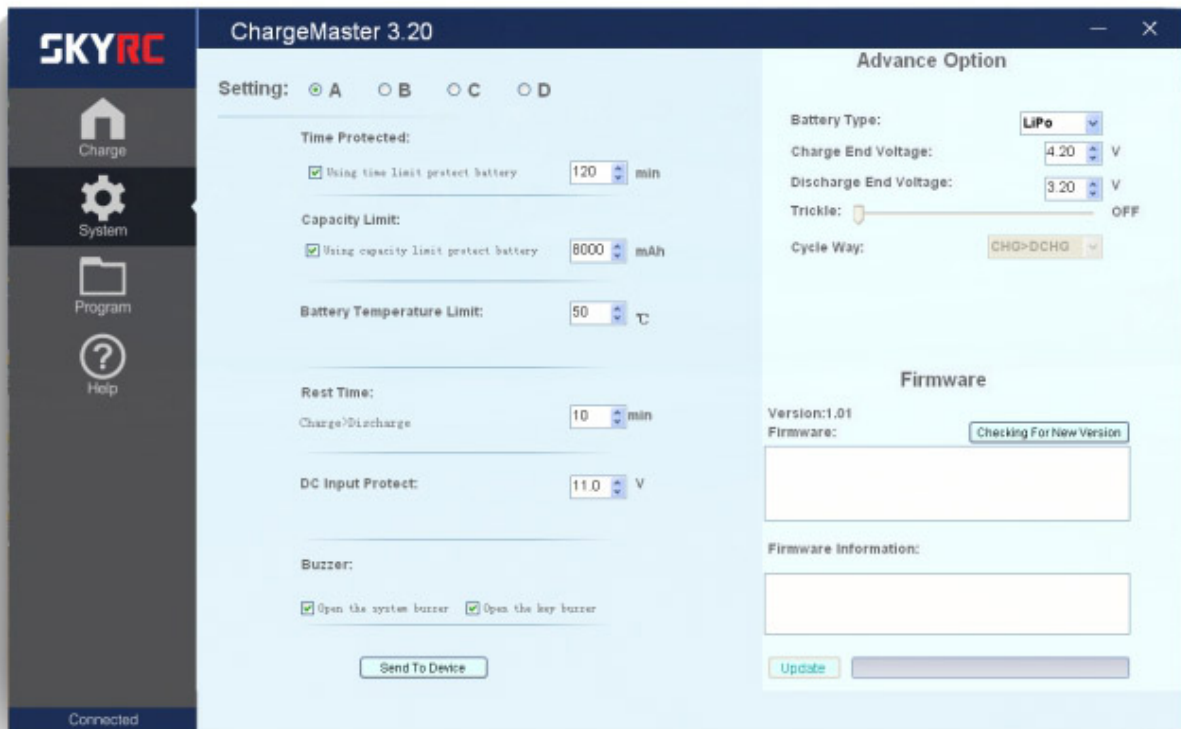 SKYRC
ChargeMaster 3.20
Charge
System
Program
Help
Connected
Setting: A B C D
Time Protected:
Using time limit protect battery 120 min
Capacity Limit:
Using capacity limit protect battery 8000 mAh
Battery Temperature Limit: 50 ℃
Rest Time:
Charge>Discharge 10 min
DC Input Protect: 11.0 V
Buzzer:
Open the system buzzer Open the key buzzer
Send To Device
Advance Option
Battery Type: LiPo
Charge End Voltage: 4.20 V
Discharge End Voltage: 3.20 V
Trickle: OFF
Cycle Way: CHG>DCHG
Firmware
Version:1.01
Firmware: Checking For New Version
Firmware Information:
Update